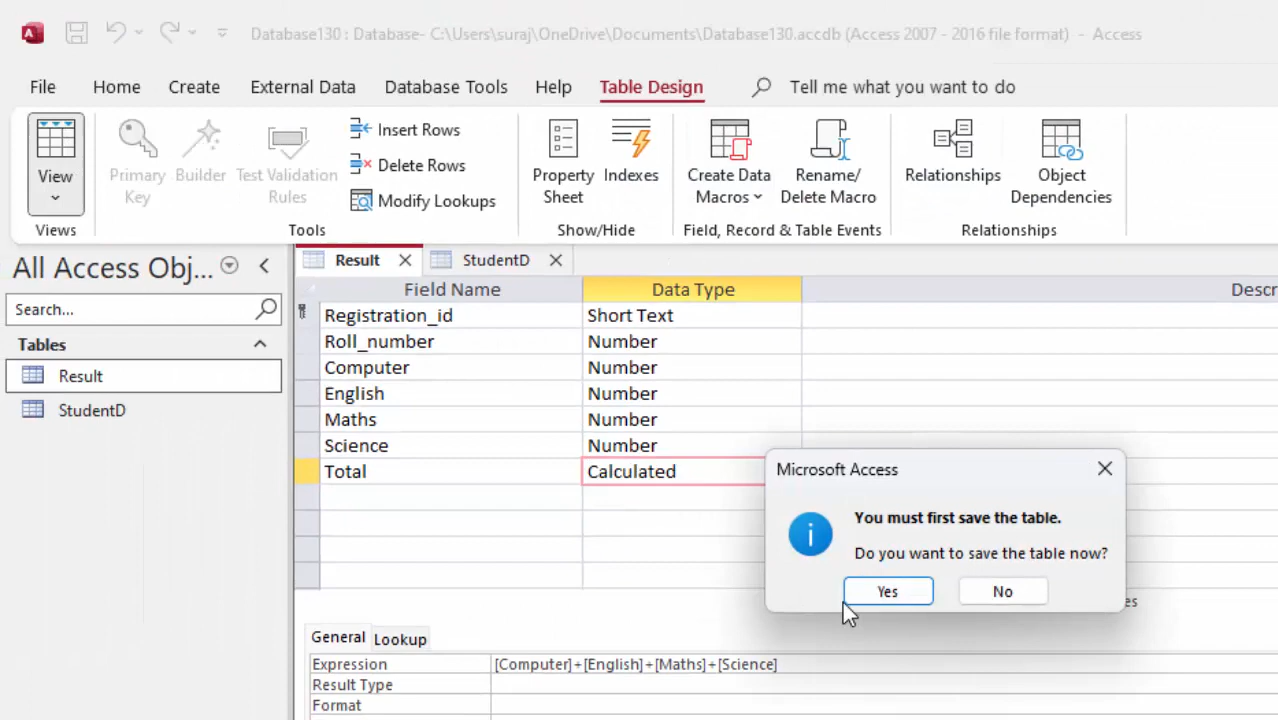 A
Database130 : Database- C:\Users\suraj\OneDrive\Documents\Database130.accdb (Access 2007 - 2016 file format) - Access
File Home Create External Data Database Tools Help Table Design Tell me what you want to do
View
Views
Primary Key
Builder
Test Validation Rules
Insert Rows
Delete Rows
Modify Lookups
Tools
Property Sheet
Indexes
Show/Hide
Create Data Macros
Rename/ Delete Macro
Field, Record & Table Events
Relationships
Object Dependencies
Relationships
All Access Obj...
Search...
Tables
Result
StudentD
Result
StudentD
Field Name Data Type Descr
Registration_id Short Text
Roll_number Number
Computer Number
English Number
Maths Number
Science Number
Total Calculated
Microsoft Access
You must first save the table.
Do you want to save the table now?
Yes No
es
General Lookup
Expression [Computer]+[English]+[Maths]+[Science]
Result Type
Format